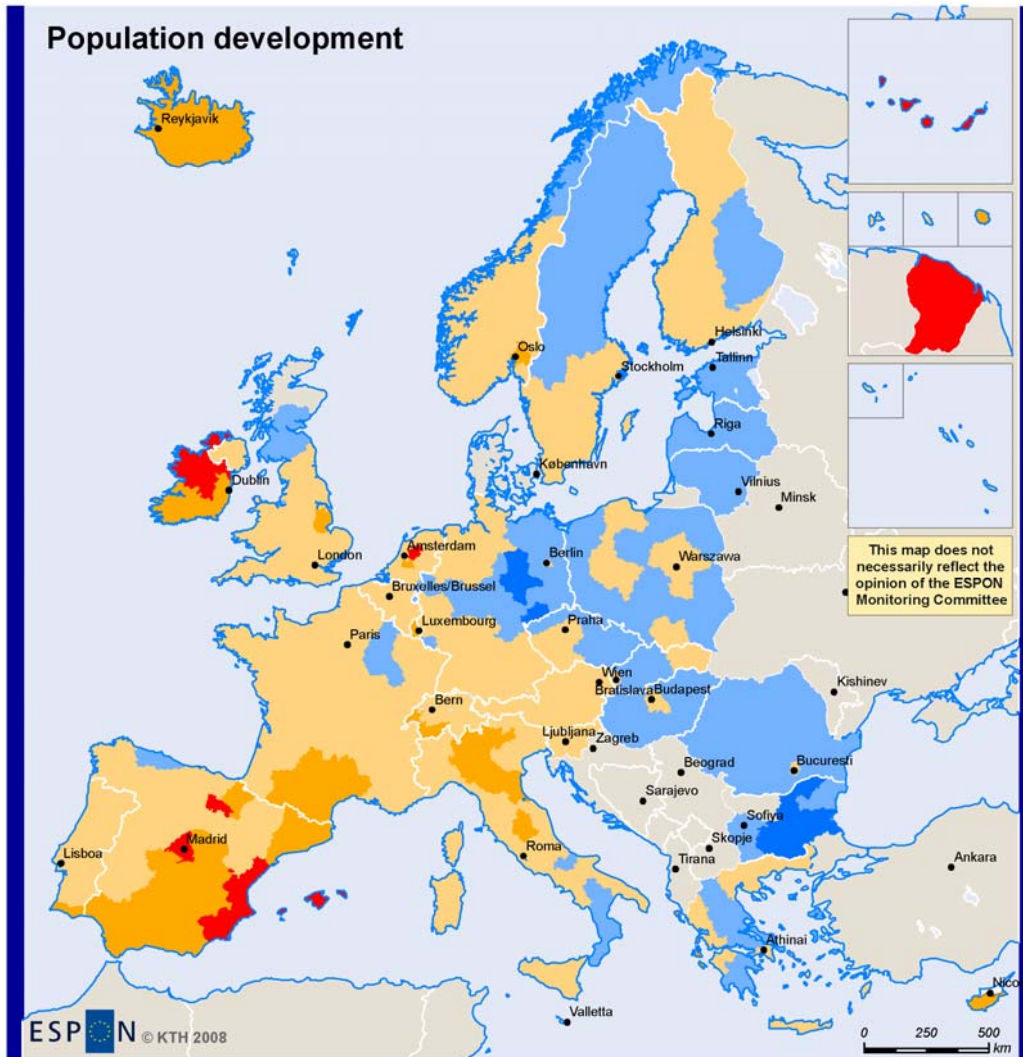 Population development
Reykjavik
Oslo
Helsinki
Stockholm
Tallinn
Riga
København
Vilnius
Minsk
Dublin
Amsterdam
Berlin
Warszawa
London
Bruxelles/Brussel
This map does not
necessarily reflect the
opinion of the ESPON
Monitoring Committee
Luxembourg
Praha
Paris
Wien
Bratislava
Budapest
Kishinev
Bern
Ljubljana
Zagreb
Beograd
Bucuresti
Sarajevo
Sofiya
Skopje
Madrid
Roma
Tirana
Ankara
Lisboa
Athinai
Nico
Valletta
ESPON © KTH 2008
0 250 500
km